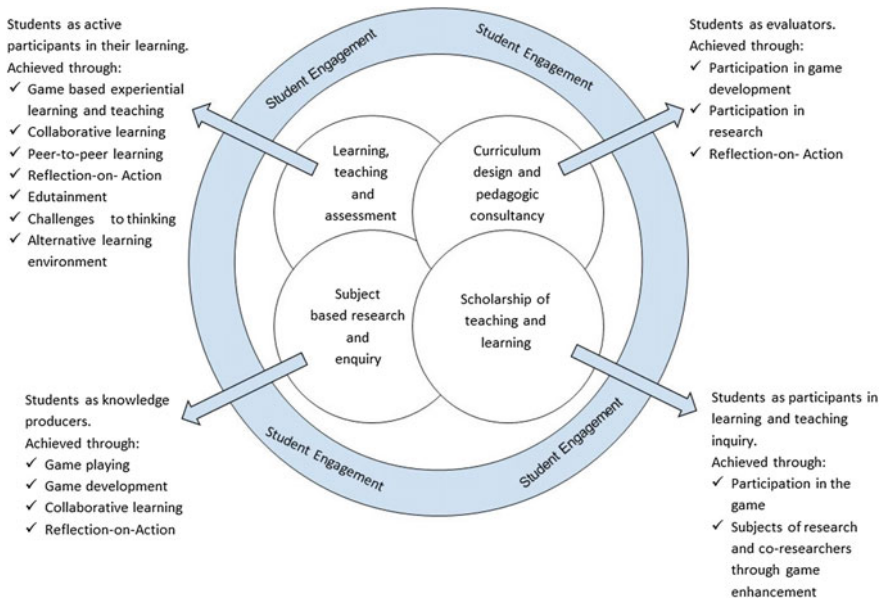 Students as active
participants in their learning.
Achieved through:
✓ Game based experiential
learning and teaching
✓ Collaborative learning
✓ Peer-to-peer learning
✓ Reflection-on- Action
✓ Edutainment
✓ Challenges to thinking
✓ Alternative learning
environment
Student Engagement
Student Engagement
Students as evaluators.
Achieved through:
✓ Participation in game
development
✓ Participation in
research
✓ Reflection-on- Action
Learning,
teaching
and
assessment
Curriculum
design and
pedagogic
consultancy
Subject
based research
and
enquiry
Scholarship of
teaching and
learning
Students as knowledge
producers.
Achieved through:
✓ Game playing
✓ Game development
✓ Collaborative learning
✓ Reflection-on-Action
Student Engagement
Student Engagement
Students as participants in
learning and teaching
inquiry.
Achieved through:
✓ Participation in the
game
✓ Subjects of research
and co-researchers
through game
enhancement